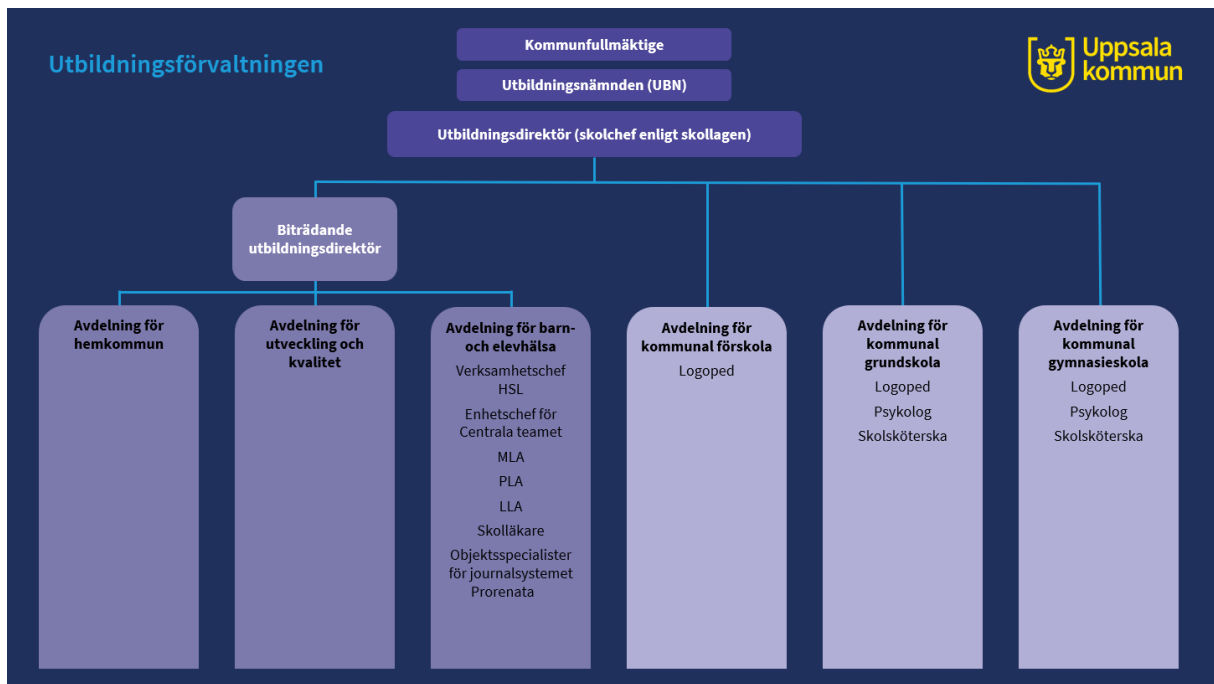 Utbildningsförvaltningen
Kommunfullmäktige
Utbildningsnämnden (UBN)
Utbildningsdirektör (skolchef enligt skollagen)
Uppsala
kommun
Biträdande
utbildningsdirektör
Avdelning för
hemkommun
Avdelning för
utveckling och
kvalitet
Avdelning för barn-
och elevhälsa
Verksamhetschef
HSL
Enhetschef för
Centrala teamet
MLA
PLA
LLA
Skolläkare
Objektsspecialister
för journalsystemet
Prorenata
Avdelning för
kommunal förskola
Logoped
Avdelning för
kommunal
grundskola
Logoped
Psykolog
Skolsköterska
Avdelning för
kommunal
gymnasieskola
Logoped
Psykolog
Skolsköterska